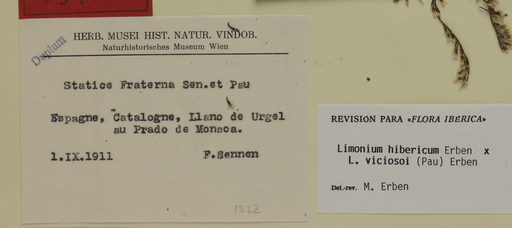 Duplum
HERB. MUSEI HIST. NATUR. VINDOB.
Naturhistorisches Museum Wien
Statice Fraterna Sen.et Pau
Espagne, Catalogne, Llano de Urgel
au Prado de Monsoa.
1.IX.1911 F.Sennen
1222
REVISION PARA «FLORA IBERICA»
Limonium hibericum Erben x
L. viciosoi (Pau) Erben
Det.-rev. M. Erben